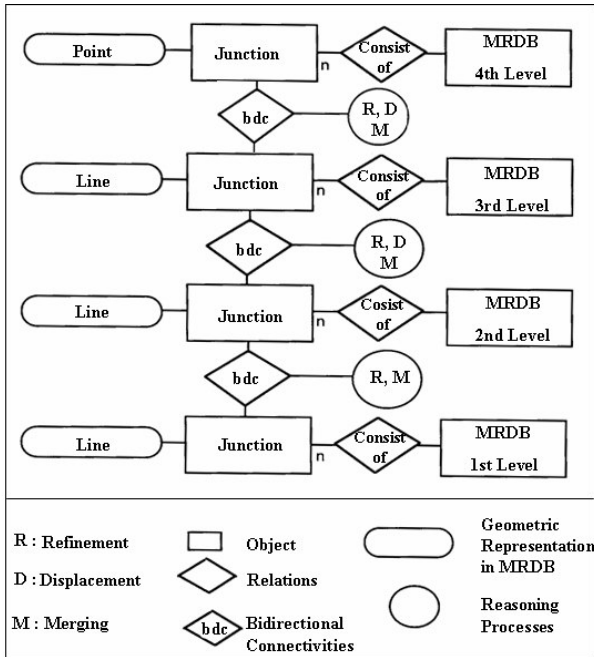 Point
Junction
n
Consist
of
MRDB
4th Level
bdc
R, D
M
Line
Junction
n
Consist
of
MRDB
3rd Level
bdc
R, D
M
Line
Junction
n
Cosist
of
MRDB
2nd Level
bdc
R, M
Line
Junction
n
Consist
of
MRDB
1st Level
R : Refinement
D : Displacement
M : Merging
Object
Relations
bdc
Bidirectional
Connectivities
Geometric
Representation
in MRDB
Reasoning
Processes